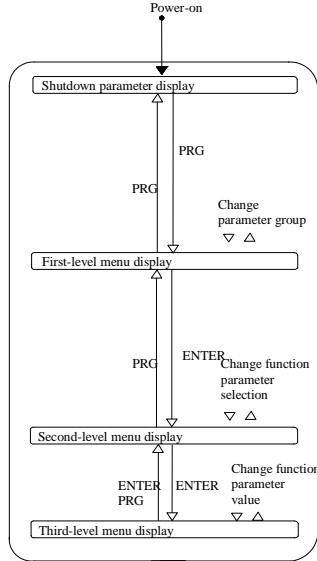 Power-on
Shutdown parameter display
PRG
PRG
Change
parameter group
First-level menu display
PRG
ENTER
Change function
parameter
selection
Second-level menu display
ENTER
PRG
ENTER
Change function
parameter
value
Third-level menu display